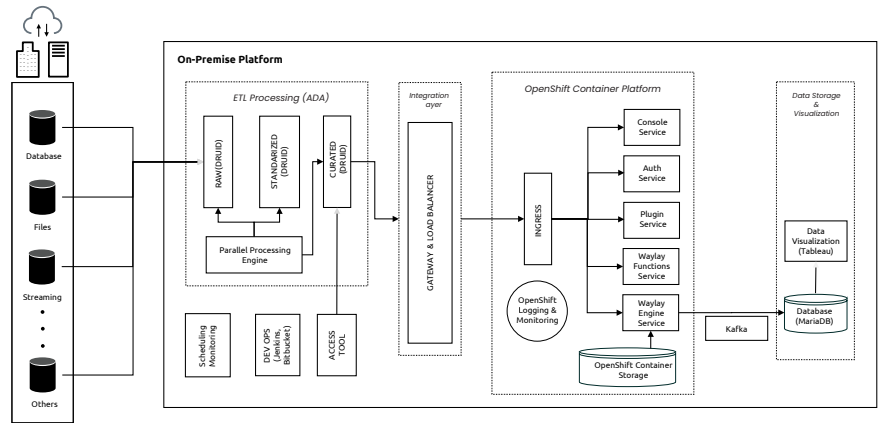 On-Premise Platform
Database
Files
Streaming
Others
ETL Processing (ADA)
RAW(DRUID)
STANDARIZED
(DRUID)
CURATED
(DRUID)
Parallel Processing
Engine
Scheduling
Monitoring
DEV OPS
(Jenkins,
Bitbucket)
ACCESS
TOOL
Integration
ayer
GATEWAY & LOAD BALANCER
OpenShift Container Platform
INGRESS
OpenShift
Logging &
Monitoring
Console
Service
Auth
Service
Plugin
Service
Waylay
Functions
Service
Waylay
Engine
Service
OpenShift Container
Storage
Kafka
Data Storage
&
Visualization
Data
Visualization
(Tableau)
Database
(MariaDB)